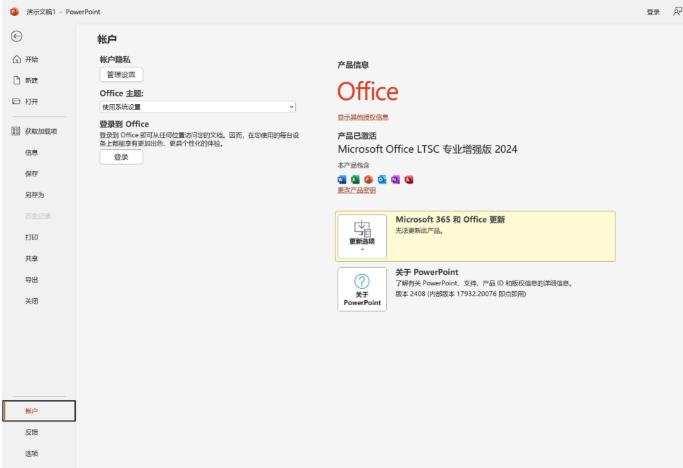 演示文稿1 - PowerPoint
登录
帐户
开始
新建
打开
获取加载项
信息
保存
另存为
历史记录
打印
共享
导出
关闭
帐户
反馈
选项
帐户隐私
管理设置
Office 主题:
使用系统设置
登录到 Office
登录到 Office 即可从任何位置访问您的文档。因而，在您使用的每台设
备上都能享有更加出色、更具个性化的体验。
登录
产品信息
Office
显示其他授权信息
产品已激活
Microsoft Office LTSC 专业增强版 2024
本产品包含
更改产品密钥
更新选项
Microsoft 365 和 Office 更新
无法更新此产品。
关于
PowerPoint
关于 PowerPoint
了解有关 PowerPoint、支持、产品 ID 和版权信息的详细信息。
版本 2408 (内部版本 17932.20076 即点即用)